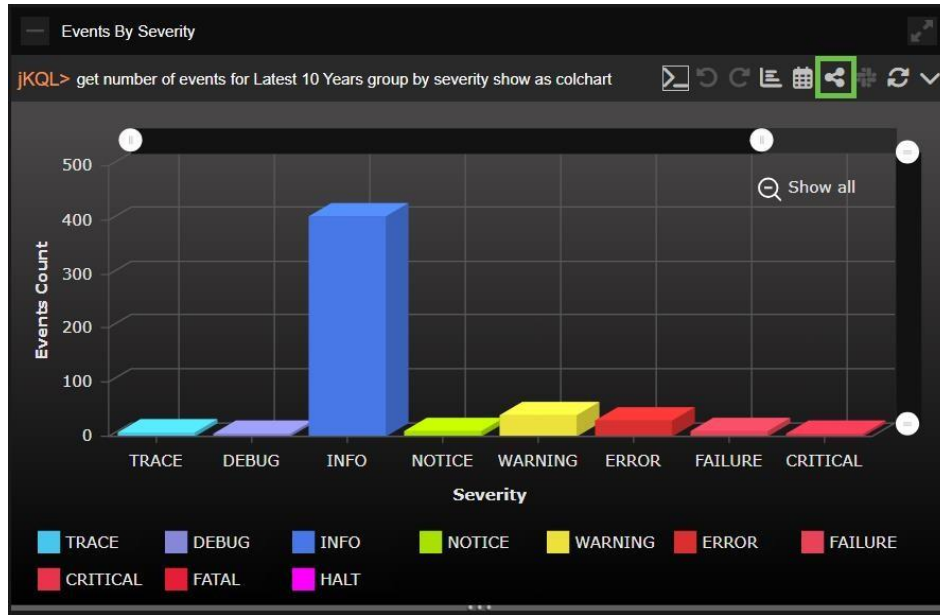 Events By Severity
jKQL> get number of events for Latest 10 Years group by severity show as colchart
Show all
500
400
300
200
100
0
Events Count
TRACE DEBUG INFO NOTICE WARNING ERROR FAILURE CRITICAL
Severity
TRACE DEBUG INFO NOTICE WARNING ERROR FAILURE
CRITICAL FATAL HALT